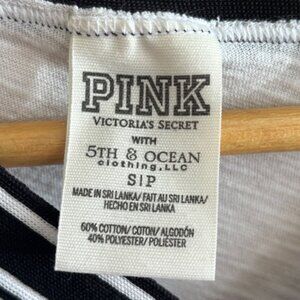 PINK
VICTORIA'S SECRET
WITH
5TH & OCEAN
clothing.LLC
S|P
MADE IN SRI LANKA/ FAIT AU SRI LANKA/
HECHO EN SRI LANKA
60% COTTON/ COTON/ ALGODÓN
40% POLYESTER/ POLIÉSTER